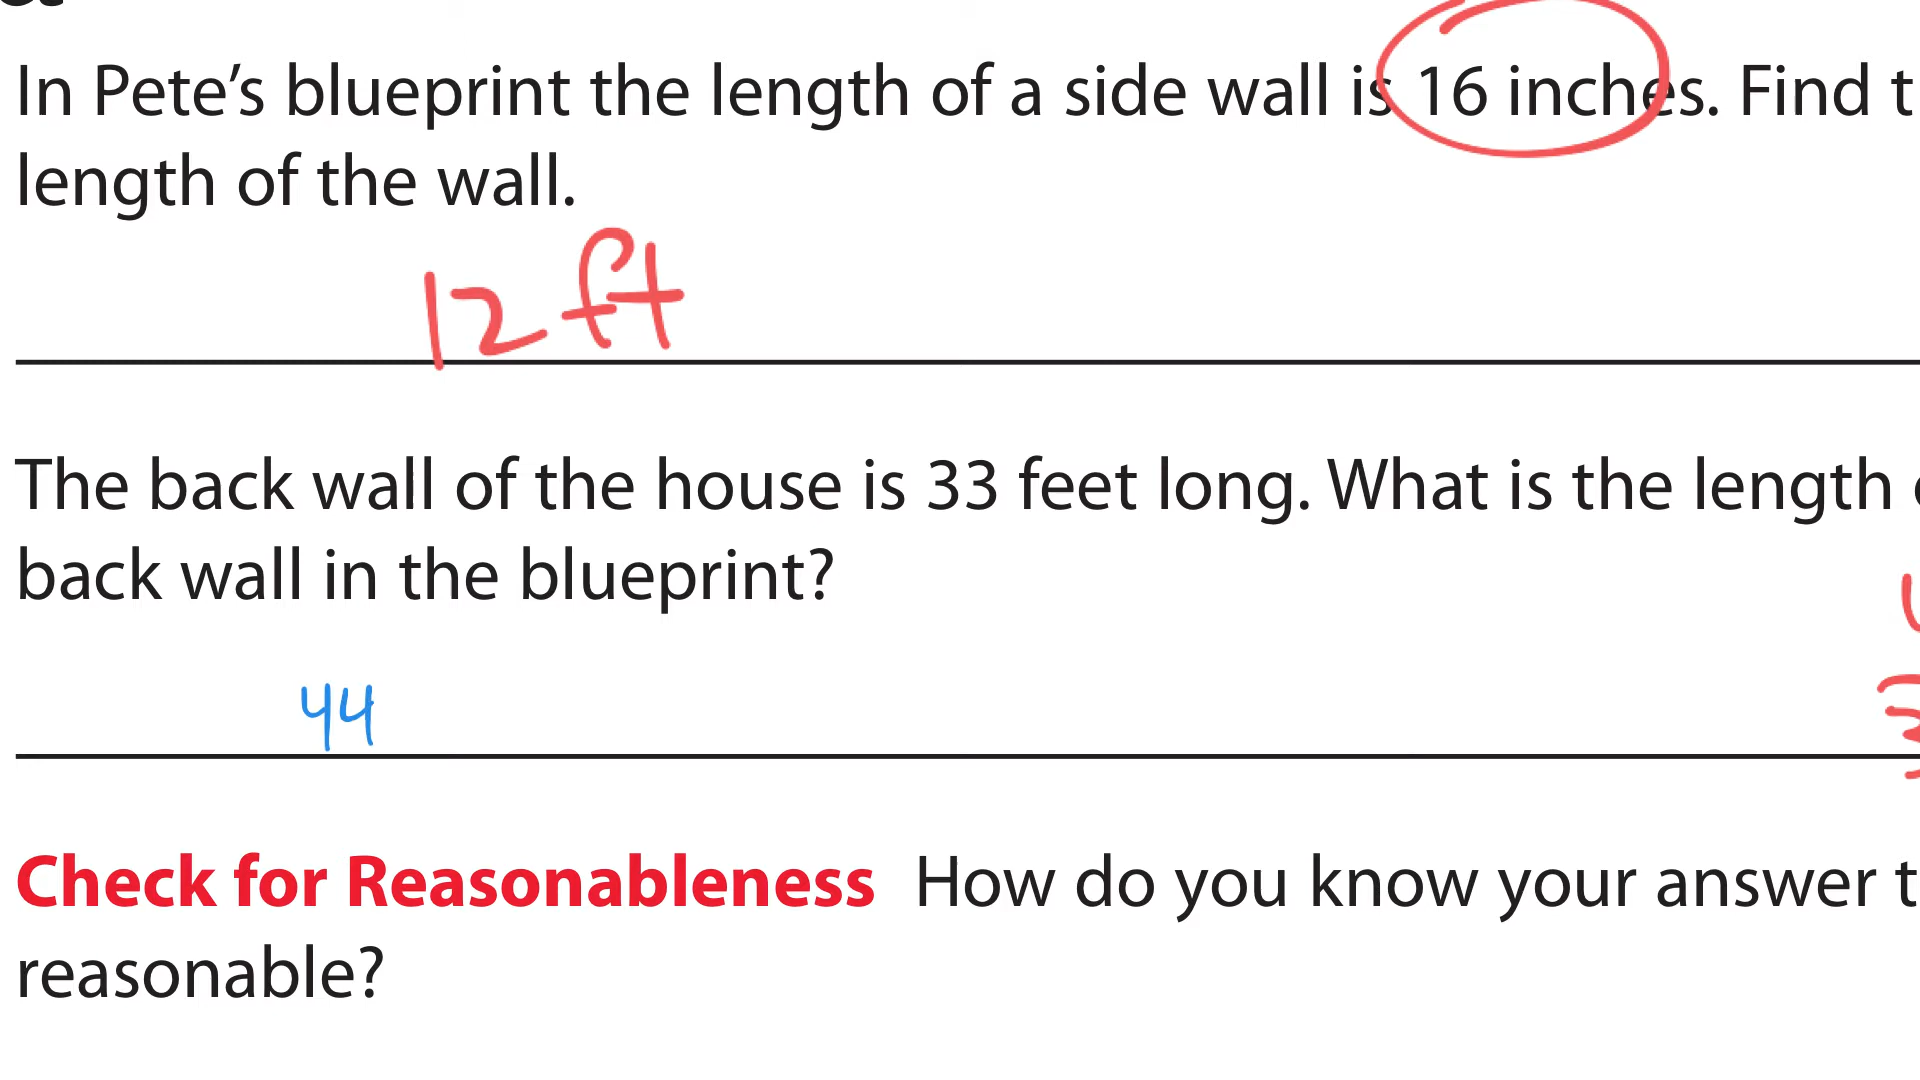 In Pete's blueprint the length of a side wall is 16 inches. Find t
length of the wall.
12 ft
The back wall of the house is 33 feet long. What is the length
back wall in the blueprint?
44
Check for Reasonableness How do you know your answer t
reasonable?